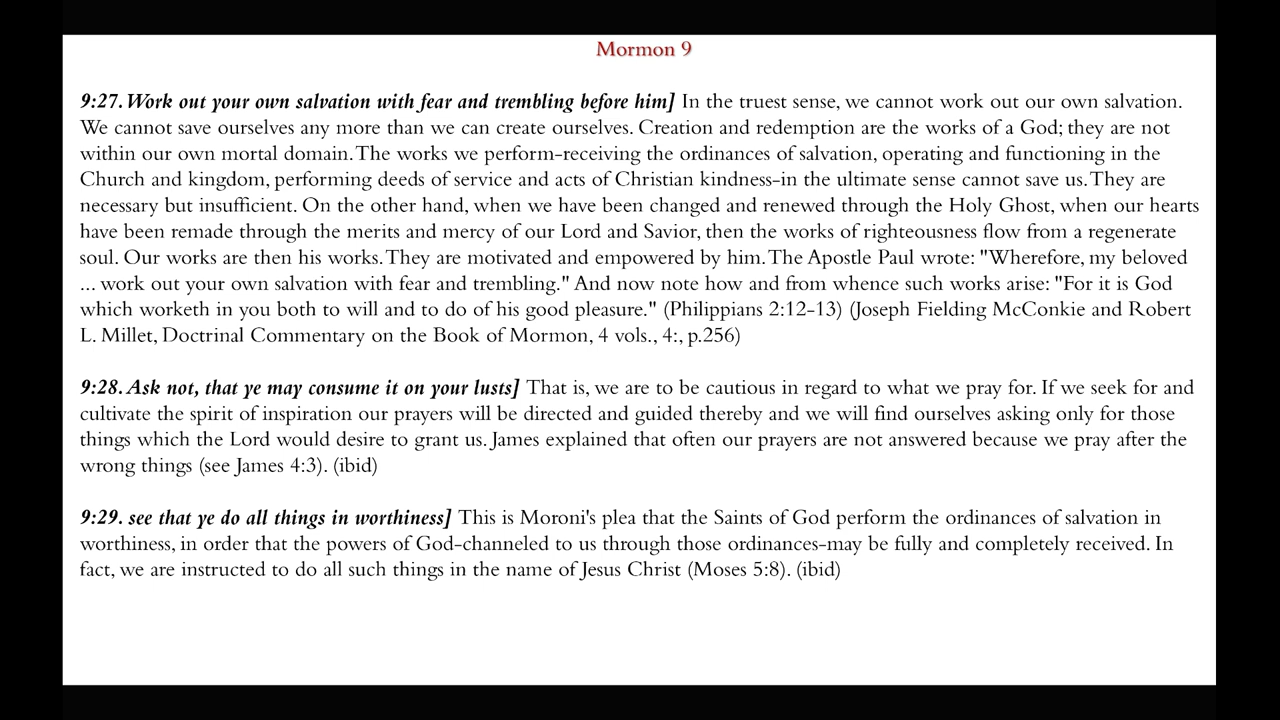 Mormon 9
9:27. Work out your own salvation with fear and trembling before him] In the truest sense, we cannot work out our own salvation.
We cannot save ourselves any more than we can create ourselves. Creation and redemption are the works of a God; they are not
within our own mortal domain. The works we perform-receiving the ordinances of salvation, operating and functioning in the
Church and kingdom, performing deeds of service and acts of Christian kindness-in the ultimate sense cannot save us. They are
necessary but insufficient. On the other hand, when we have been changed and renewed through the Holy Ghost, when our hearts
have been remade through the merits and mercy of our Lord and Savior, then the works of righteousness flow from a regenerate
soul. Our works are then his works. They are motivated and empowered by him. The Apostle Paul wrote: "Wherefore, my beloved
... work out your own salvation with fear and trembling." And now note how and from whence such works arise: "For it is God
which worketh in you both to will and to do of his good pleasure." (Philippians 2:12-13) (Joseph Fielding McConkie and Robert
L. Millet, Doctrinal Commentary on the Book of Mormon, 4 vols., 4:, p.256)
9:28. Ask not, that ye may consume it on your lusts] That is, we are to be cautious in regard to what we pray for. If we seek for and
cultivate the spirit of inspiration our prayers will be directed and guided thereby and we will find ourselves asking only for those
things which the Lord would desire to grant us. James explained that often our prayers are not answered because we pray after the
wrong things (see James 4:3). (ibid)
9:29. see that ye do all things in worthiness] This is Moroni's plea that the Saints of God perform the ordinances of salvation in
worthiness, in order that the powers of God-channeled to us through those ordinances-may be fully and completely received. In
fact, we are instructed to do all such things in the name of Jesus Christ (Moses 5:8). (ibid)